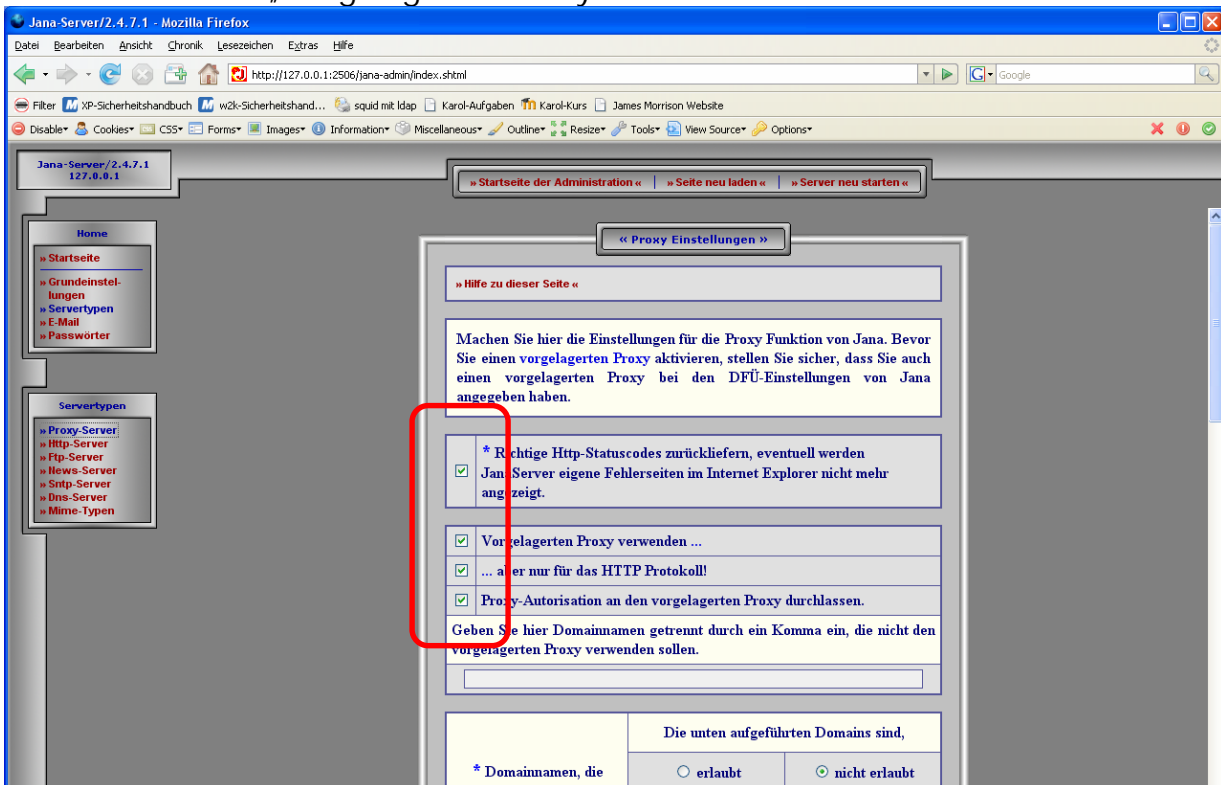 Jana-Server/2.4.7.1 - Mozilla Firefox
Datei Bearbeiten Ansicht Chronik Lesezeichen Extras Hilfe
http://127.0.0.1:2506/jana-admin/index.shtml
Google
Filter XP-Sicherheitshandbuch w2k-Sicherheitshand... squid mit ldap Karol-Aufgaben Karol-Kurs James Morrison Website
Disable Cookies CSS Forms Images Information Miscellaneous Outline Resize Tools View Source Options
Jana-Server/2.4.7.1
127.0.0.1
» Startseite der Administration « | » Seite neu laden « | » Server neu starten «
Home
» Startseite
» Grundeinstel-
lungen
» Servertypen
» E-Mail
» Passwörter
Servertypen
» Proxy-Server
» Http-Server
» Ftp-Server
» News-Server
» Sntp-Server
» Dns-Server
» Mime-Typen
« Proxy Einstellungen »
» Hilfe zu dieser Seite «
Machen Sie hier die Einstellungen für die Proxy Funktion von Jana. Bevor
Sie einen vorgelagerten Proxy aktivieren, stellen Sie sicher, dass Sie auch
einen vorgelagerten Proxy bei den DFÜ-Einstellungen von Jana
angegeben haben.
* Richtige Http-Statuscodes zurückliefern, eventuell werden
JanaServer eigene Fehlerseiten im Internet Explorer nicht mehr
angezeigt.
Vorgelagerten Proxy verwenden ...
... aber nur für das HTTP Protokoll!
Proxy-Autorisation an den vorgelagerten Proxy durchlassen.
Geben Sie hier Domainnamen getrennt durch ein Komma ein, die nicht den
vorgelagerten Proxy verwenden sollen.
Die unten aufgeführten Domains sind,
* Domainnamen, die
erlaubt
nicht erlaubt